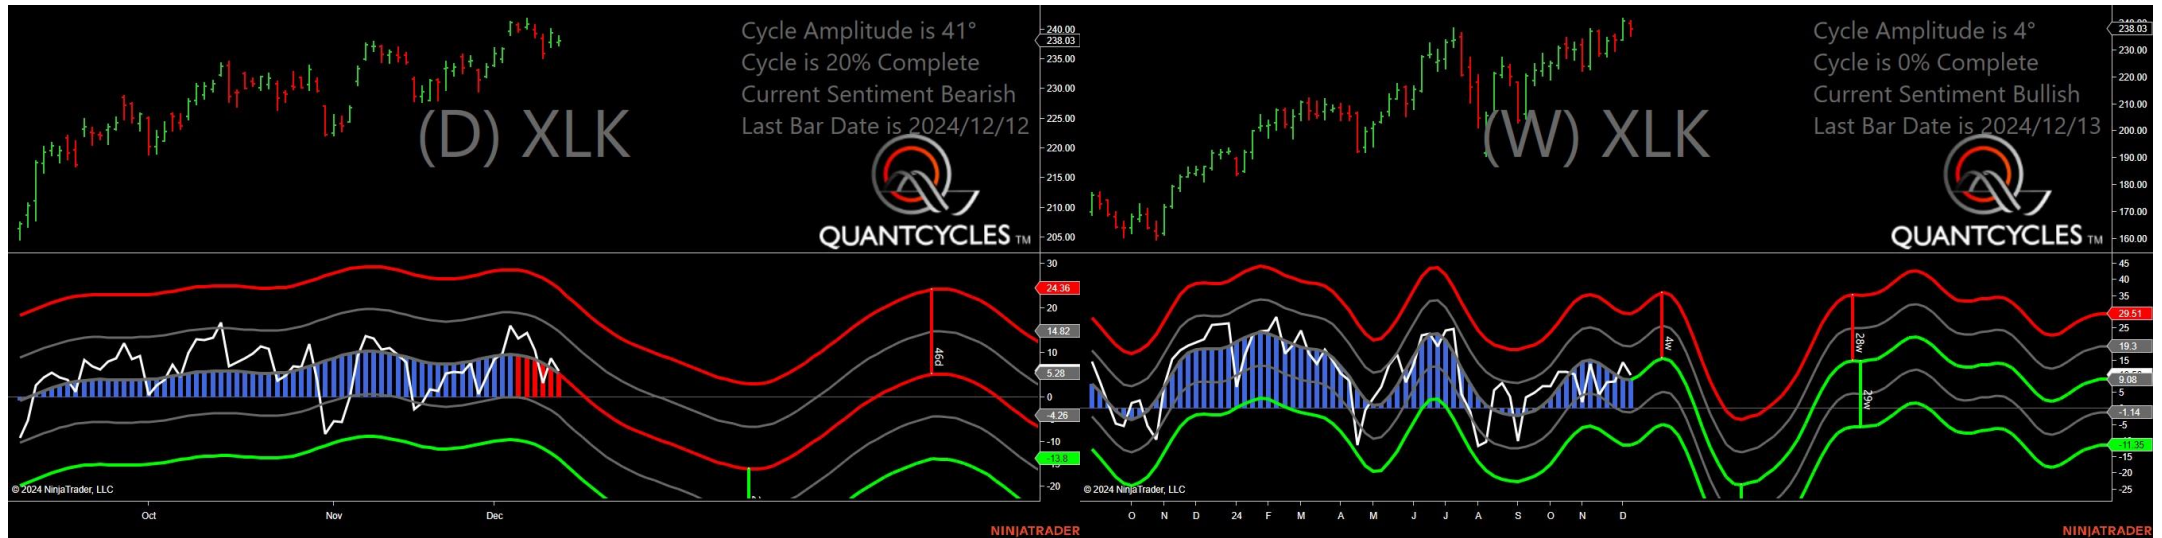 Cycle Amplitude is 41°
Cycle is 20% Complete
Current Sentiment Bearish
Last Bar Date is 2024/12/12
(D) XLK
QUANTCYCLES TM
240.00
238.03
235.00
230.00
225.00
220.00
215.00
210.00
205.00
30
24.36
20
14.82
10
5.28
0
-4.26
-10
-13.8
-20
46d
© 2024 NinjaTrader, LLC
Oct Nov Dec
NINJATRADER
Cycle Amplitude is 4°
Cycle is 0% Complete
Current Sentiment Bullish
Last Bar Date is 2024/12/13
(W) XLK
QUANTCYCLES TM
238.03
230.00
220.00
210.00
200.00
190.00
180.00
170.00
160.00
45
40
35
29.51
25
19.3
15
9.08
5
-1.14
-5
-11.35
-15
-20
-25
4w
28w
29w
© 2024 NinjaTrader, LLC
O N D 24 F M A M J J A S O N D
NINJATRADER